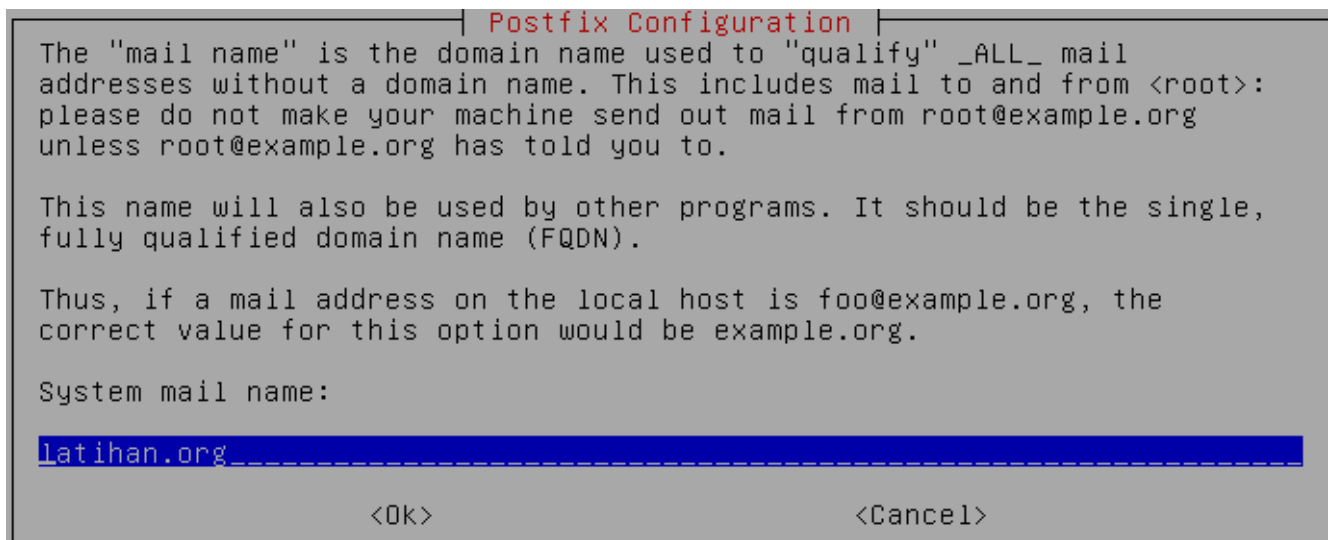 Postfix Configuration
The "mail name" is the domain name used to "qualify" _ALL_ mail
addresses without a domain name. This includes mail to and from <root>:
please do not make your machine send out mail from root@example.org
unless root@example.org has told you to.
This name will also be used by other programs. It should be the single,
fully qualified domain name (FQDN).
Thus, if a mail address on the local host is foo@example.org, the
correct value for this option would be example.org.
System mail name:
latihan.org
<Ok> <Cancel>